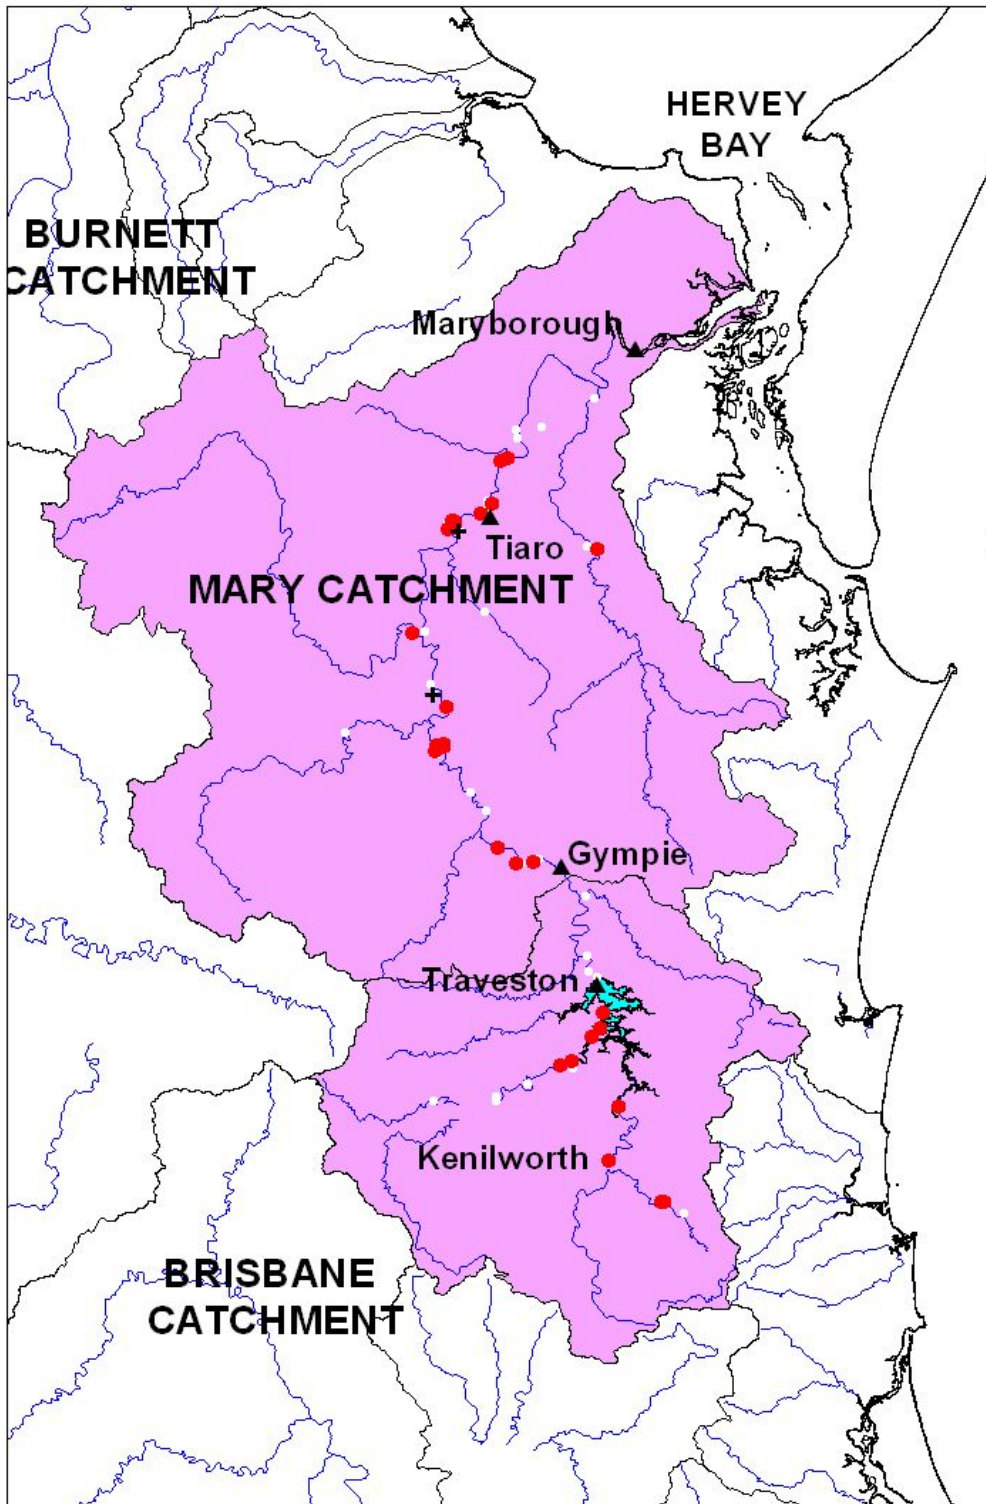 HERVEY
BAY
BURNETT
CATCHMENT
Maryborough
Tiaro
MARY CATCHMENT
Gympie
Traveston
Kenilworth
BRISBANE
CATCHMENT